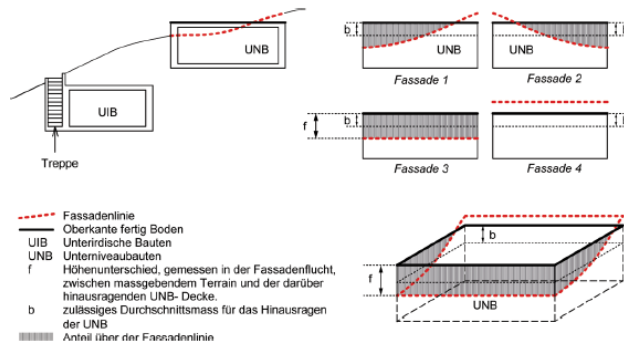 UNB
UIB
Treppe
b
UNB
Fassade 1
UNB
Fassade 2
f
b
Fassade 3
Fassade 4
Fassadenlinie
Oberkante fertig Boden
UIB Unterirdische Bauten
UNB Unterniveaubauten
f Höhenunterschied, gemessen in der Fassadenflucht,
zwischen massgebendem Terrain und der darüber
hinausragenden UNB- Decke.
b zulässiges Durchschnittsmass für das Hinausragen
der UNB
Anteil über der Fassadenlinie
b
f
UNB